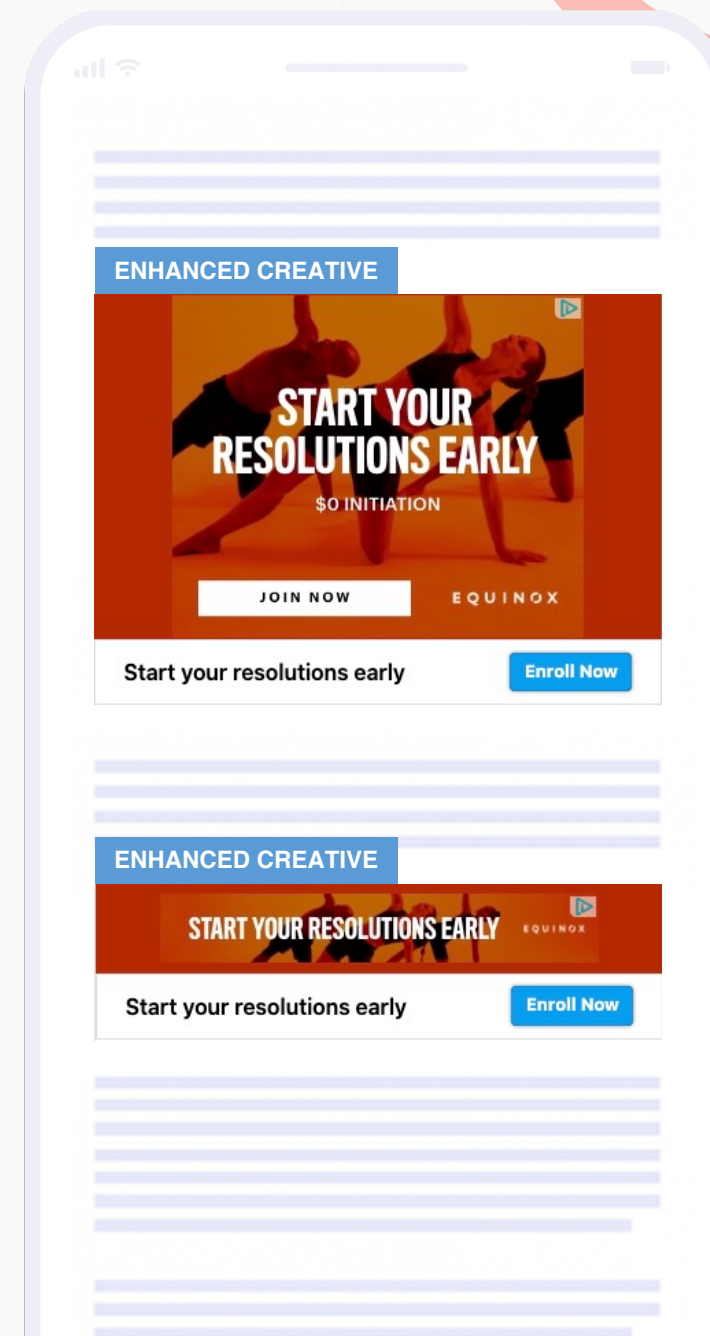 ENHANCED CREATIVE
START YOUR
RESOLUTIONS EARLY
$0 INITIATION
JOIN NOW
EQUINOX
Start your resolutions early
Enroll Now
ENHANCED CREATIVE
START YOUR RESOLUTIONS EARLY
EQUINOX
Start your resolutions early
Enroll Now